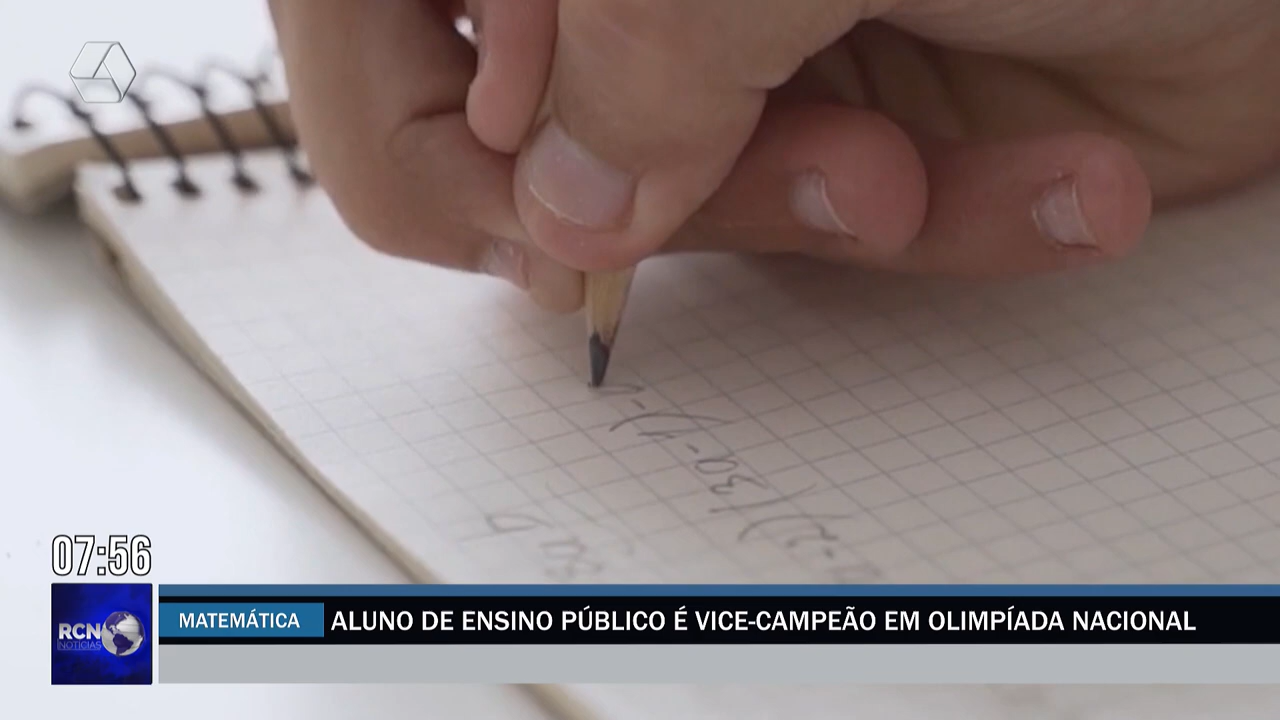 07:56
RCN
NOTÍCIAS
MATEMÁTICA
ALUNO DE ENSINO PÚBLICO É VICE-CAMPEÃO EM OLIMPÍADA NACIONAL